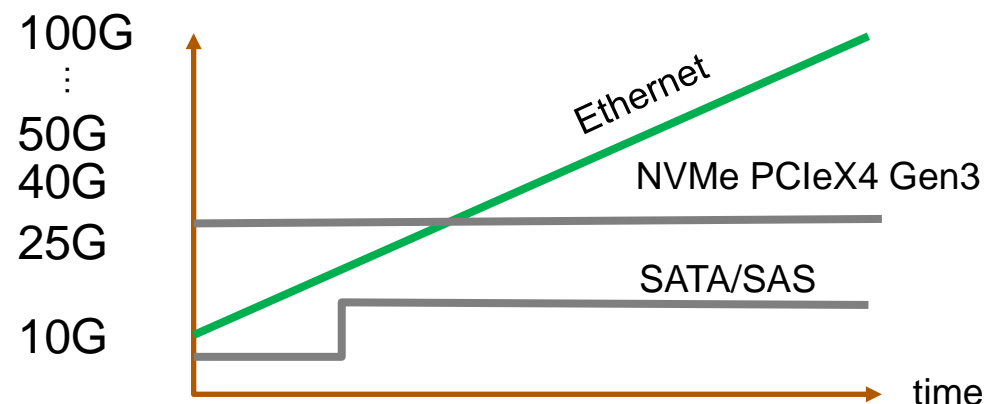 100G
⋮
50G
40G
25G
10G
Ethernet
NVMe PCIeX4 Gen3
SATA/SAS
time